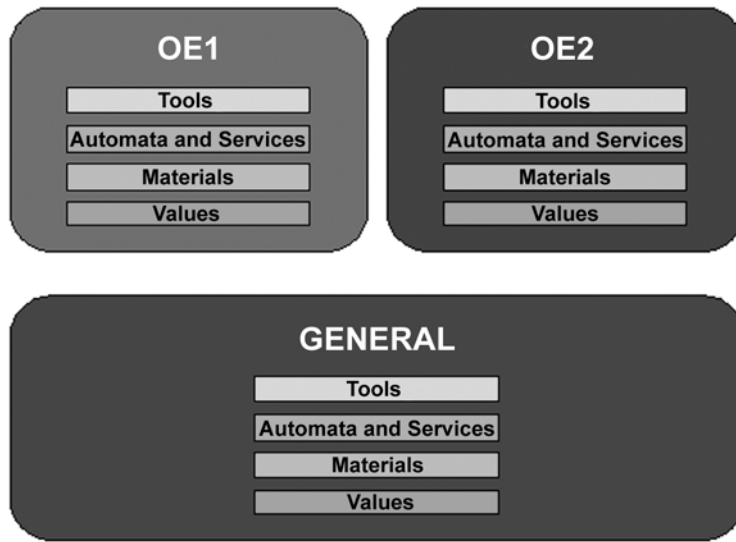 OE1
Tools
Automata and Services
Materials
Values
OE2
Tools
Automata and Services
Materials
Values
GENERAL
Tools
Automata and Services
Materials
Values